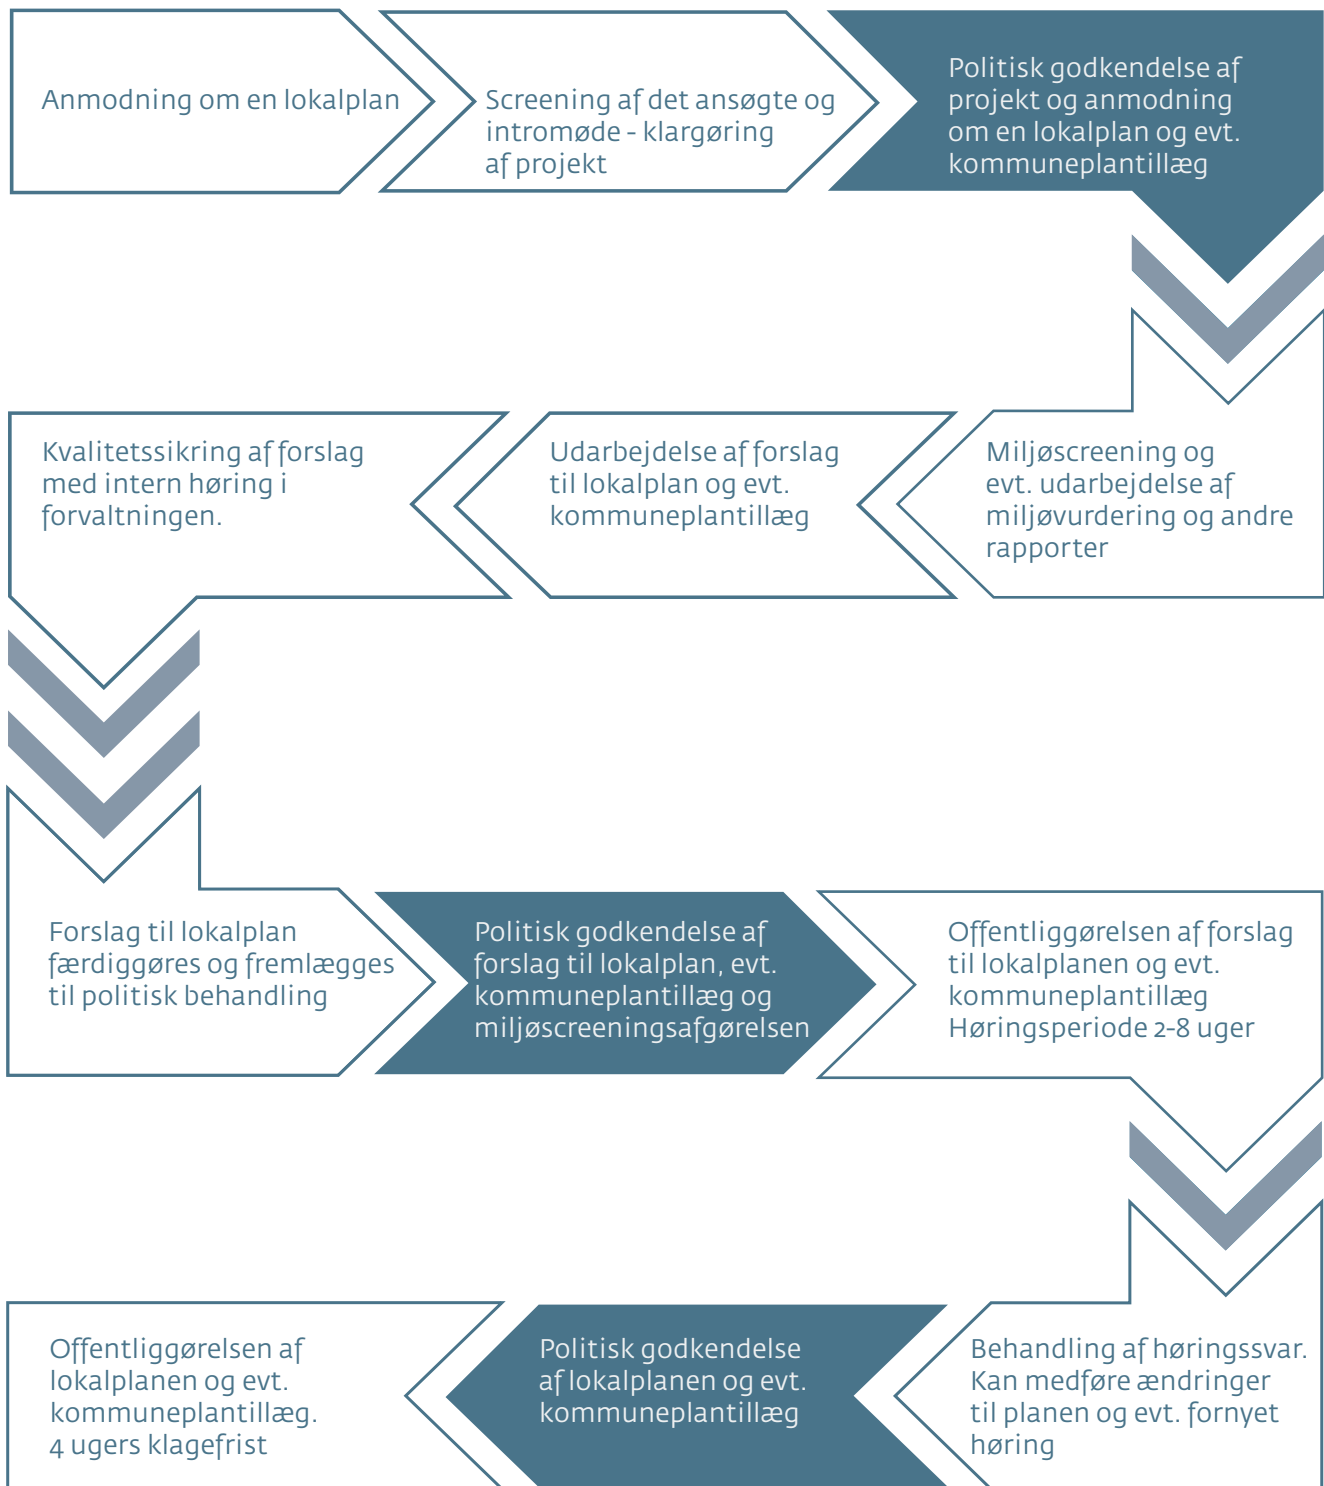 Anmodning om en lokalplan
Screening af det ansøgte og
intromøde - klargøring
af projekt
Politisk godkendelse af
projekt og anmodning
om en lokalplan og evt.
kommuneplantillæg
Miljøscreening og
evt. udarbejdelse af
miljøvurdering og andre
rapporter
Udarbejdelse af forslag
til lokalplan og evt.
kommuneplantillæg
Kvalitetssikring af forslag
med intern høring i
forvaltningen.
Forslag til lokalplan
færdiggøres og fremlægges
til politisk behandling
Politisk godkendelse af
forslag til lokalplan, evt.
kommuneplantillæg og
miljøscreeningsafgørelsen
Offentliggørelsen af forslag
til lokalplanen og evt.
kommuneplantillæg
Høringsperiode 2-8 uger
Behandling af høringssvar.
Kan medføre ændringer
til planen og evt. fornyet
høring
Politisk godkendelse
af lokalplanen og evt.
kommuneplantillæg
Offentliggørelsen af
lokalplanen og evt.
kommuneplantillæg.
4 ugers klagefrist